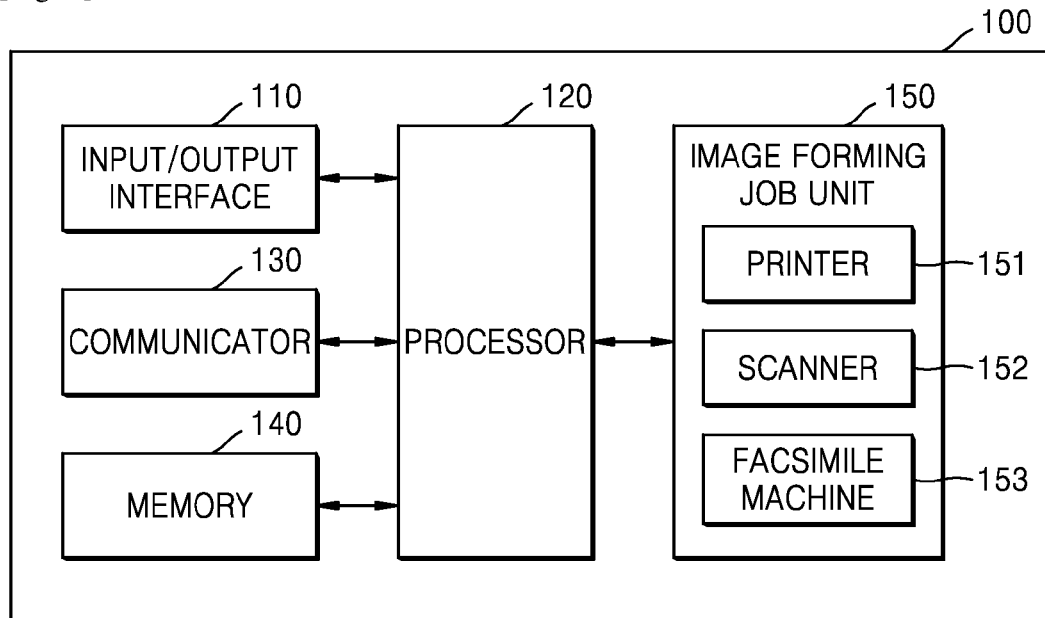 100
110
120
150
INPUT/OUTPUT
INTERFACE
IMAGE FORMING
JOB UNIT
PRINTER
151
130
COMMUNICATOR
PROCESSOR
SCANNER
152
140
MEMORY
FACSIMILE
MACHINE
153